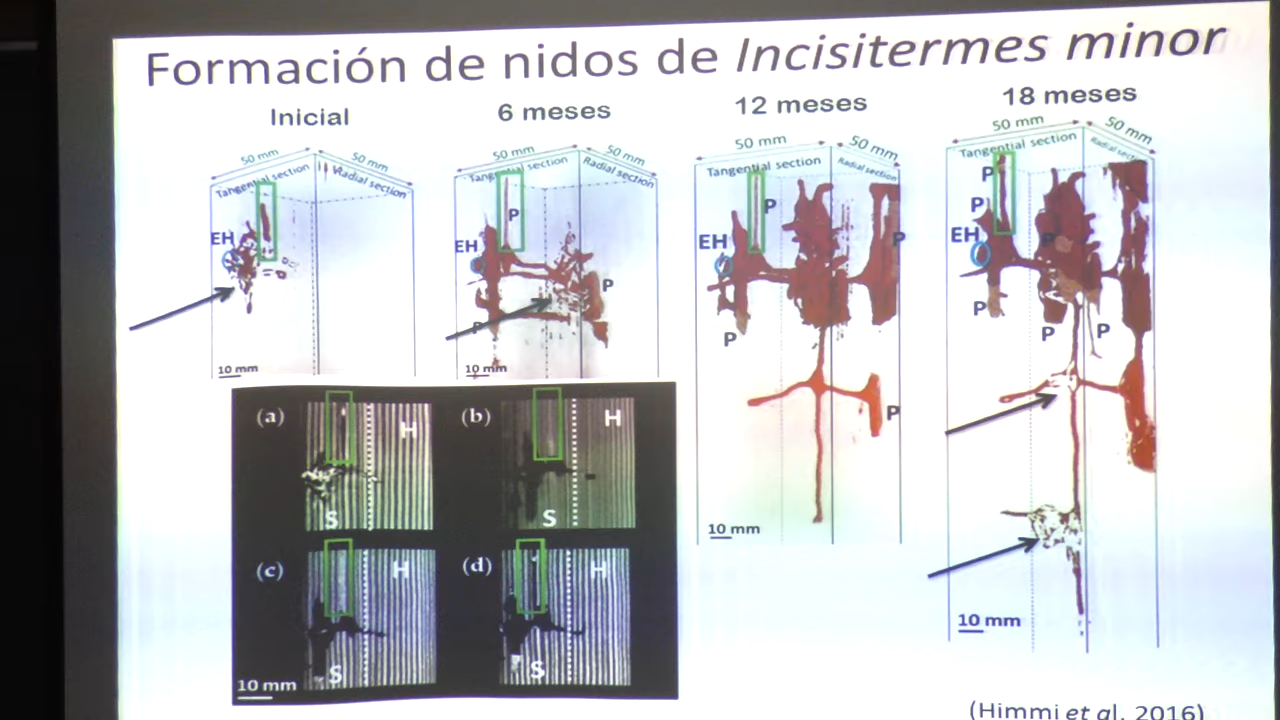 Formación de nidos de Incisitermes minor
Inicial
50 mm
50 mm
Tangential section
Radial section
EH
10 mm
6 meses
50 mm
50 mm
Tangential section
Radial section
P
EH
P
P
10 mm
12 meses
50 mm
50 mm
Tangential section
Radial section
P
EH
P
P
P
10 mm
18 meses
50 mm
50 mm
Tangential section
Radial
P
P
EH
P
P
P
P
10 mm
(a)
H
S
(b)
H
S
(c)
H
S
(d)
H
S
10 mm
(Himmi et al. 2016)